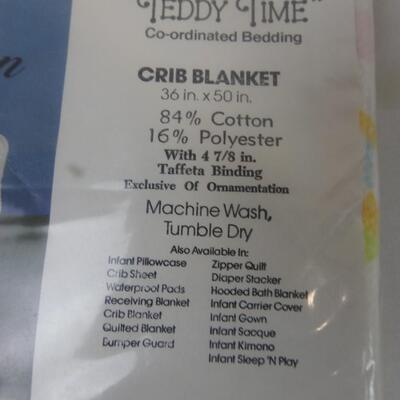 "TEDDY TIME"
Co-ordinated Bedding
CRIB BLANKET
36 in. x 50 in.
84% Cotton
16% Polyester
With 4 7/8 in.
Taffeta Binding
Exclusive Of Ornamentation
Machine Wash,
Tumble Dry
Also Available In:
Infant Pillowcase
Crib Sheet
Waterproof Pads
Receiving Blanket
Crib Blanket
Quilted Blanket
Bumper Guard
Zipper Quilt
Diaper Stacker
Hooded Bath Blanket
Infant Carrier Cover
Infant Gown
Infant Sacque
Infant Kimono
Infant Sleep 'N Play